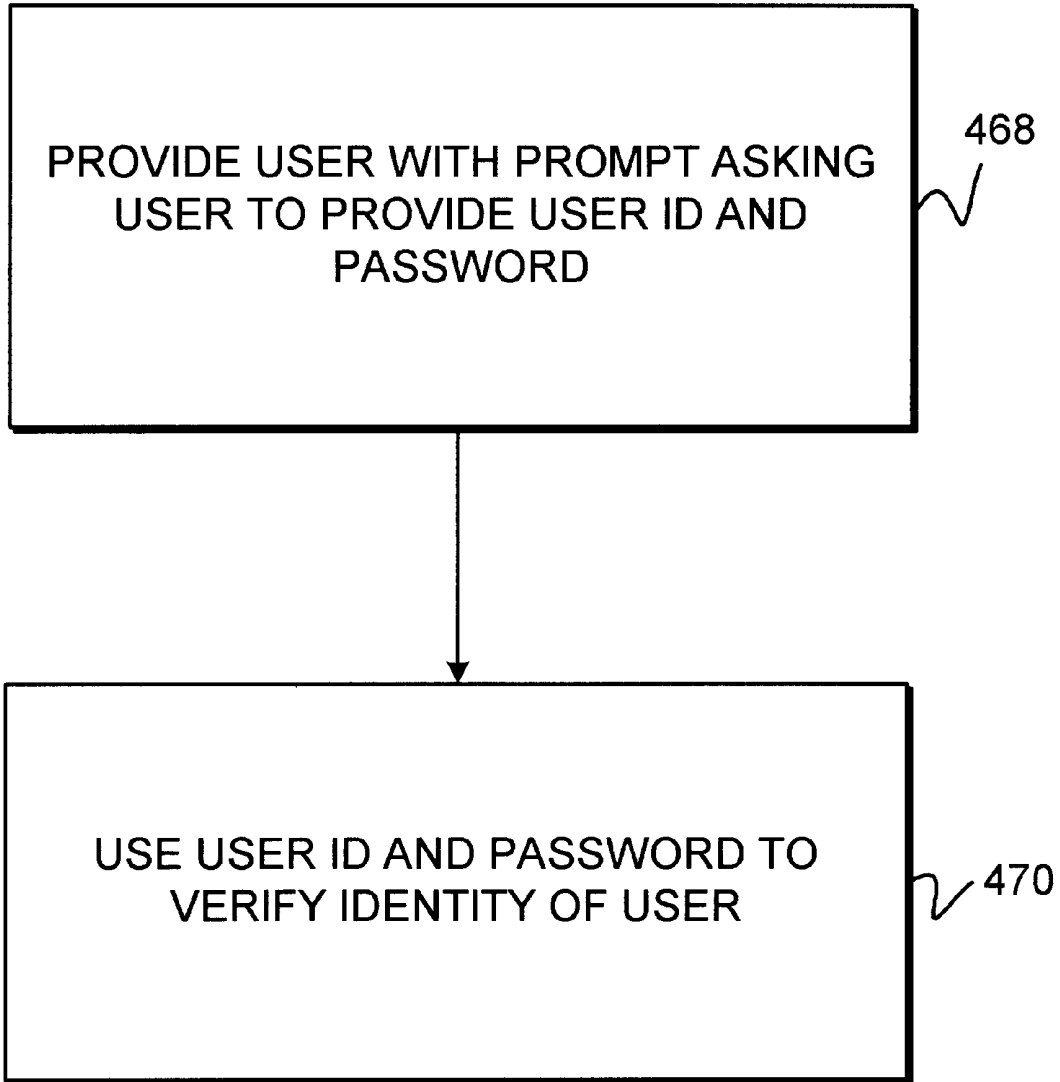 468
PROVIDE USER WITH PROMPT ASKING
USER TO PROVIDE USER ID AND
PASSWORD
USE USER ID AND PASSWORD TO
VERIFY IDENTITY OF USER
470